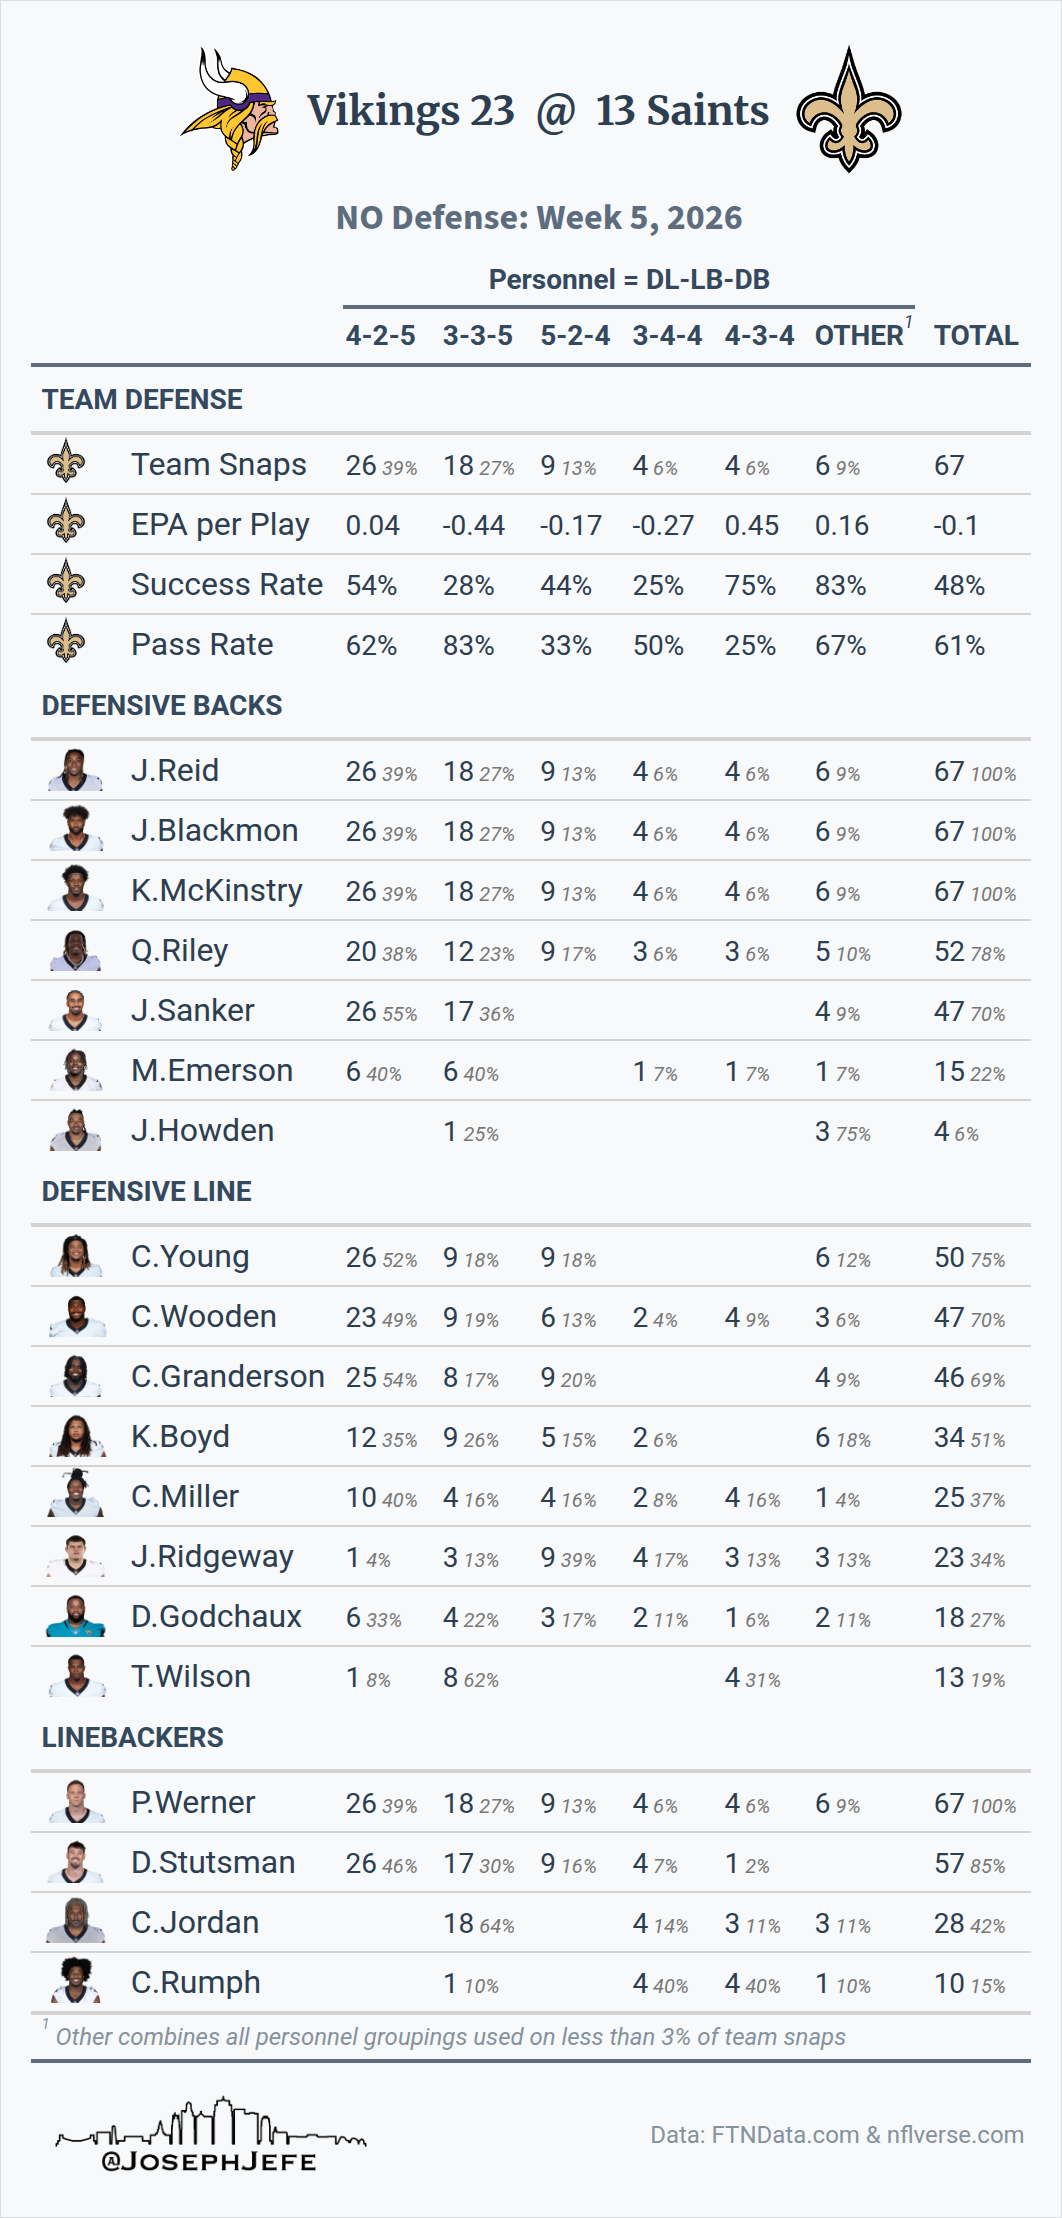 Vikings 23 @ 13 Saints
NO Defense: Week 5, 2026
Personnel = DL-LB-DB
4-2-5 3-3-5 5-2-4 3-4-4 4-3-4 OTHER1 TOTAL
TEAM DEFENSE
Team Snaps 26 39% 18 27% 9 13% 4 6% 4 6% 6 9% 67
EPA per Play 0.04 -0.44 -0.17 -0.27 0.45 0.16 -0.1
Success Rate 54% 28% 44% 25% 75% 83% 48%
Pass Rate 62% 83% 33% 50% 25% 67% 61%
DEFENSIVE BACKS
J.Reid 26 39% 18 27% 9 13% 4 6% 4 6% 6 9% 67 100%
J.Blackmon 26 39% 18 27% 9 13% 4 6% 4 6% 6 9% 67 100%
K.McKinstry 26 39% 18 27% 9 13% 4 6% 4 6% 6 9% 67 100%
Q.Riley 20 38% 12 23% 9 17% 3 6% 3 6% 5 10% 52 78%
J.Sanker 26 55% 17 36% 4 9% 47 70%
M.Emerson 6 40% 6 40% 1 7% 1 7% 1 7% 15 22%
J.Howden 1 25% 3 75% 4 6%
DEFENSIVE LINE
C.Young 26 52% 9 18% 9 18% 6 12% 50 75%
C.Wooden 23 49% 9 19% 6 13% 2 4% 4 9% 3 6% 47 70%
C.Granderson 25 54% 8 17% 9 20% 4 9% 46 69%
K.Boyd 12 35% 9 26% 5 15% 2 6% 6 18% 34 51%
C.Miller 10 40% 4 16% 4 16% 2 8% 4 16% 1 4% 25 37%
J.Ridgeway 1 4% 3 13% 9 39% 4 17% 3 13% 3 13% 23 34%
D.Godchaux 6 33% 4 22% 3 17% 2 11% 1 6% 2 11% 18 27%
T.Wilson 1 8% 8 62% 4 31% 13 19%
LINEBACKERS
P.Werner 26 39% 18 27% 9 13% 4 6% 4 6% 6 9% 67 100%
D.Stutsman 26 46% 17 30% 9 16% 4 7% 1 2% 57 85%
C.Jordan 18 64% 4 14% 3 11% 3 11% 28 42%
C.Rumph 1 10% 4 40% 4 40% 1 10% 10 15%
1 Other combines all personnel groupings used on less than 3% of team snaps
@JosephJefe
Data: FTNData.com & nflverse.com